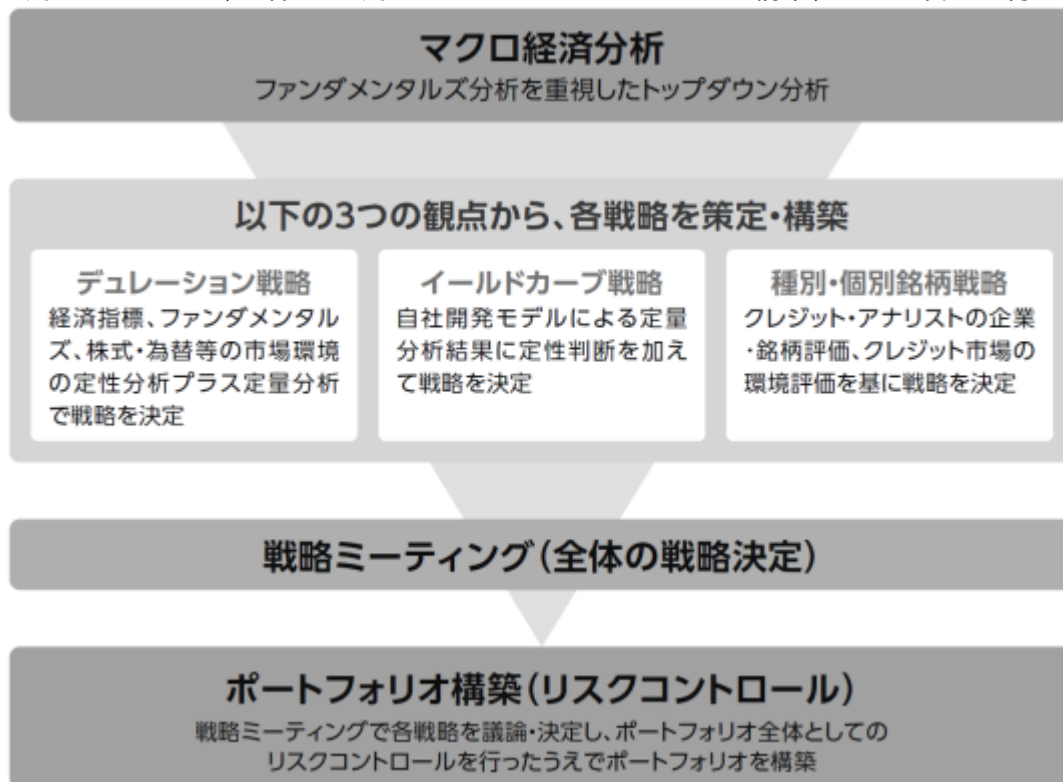 マクロ経済分析
ファンダメンタルズ分析を重視したトップダウン分析
以下の3つの観点から、各戦略を策定・構築
デュレーション戦略
経済指標、ファンダメンタル
ズ、株式・為替等の市場環境
の定性分析プラス定量分析
で戦略を決定
イールドカーブ戦略
自社開発モデルによる定量
分析結果に定性判断を加え
て戦略を決定
種別・個別銘柄戦略
クレジット・アナリストの企業
・銘柄評価、クレジット市場の
環境評価を基に戦略を決定
戦略ミーティング（全体の戦略決定）
ポートフォリオ構築（リスクコントロール）
戦略ミーティングで各戦略を議論・決定し、ポートフォリオ全体としての
リスクコントロールを行ったうえでポートフォリオを構築